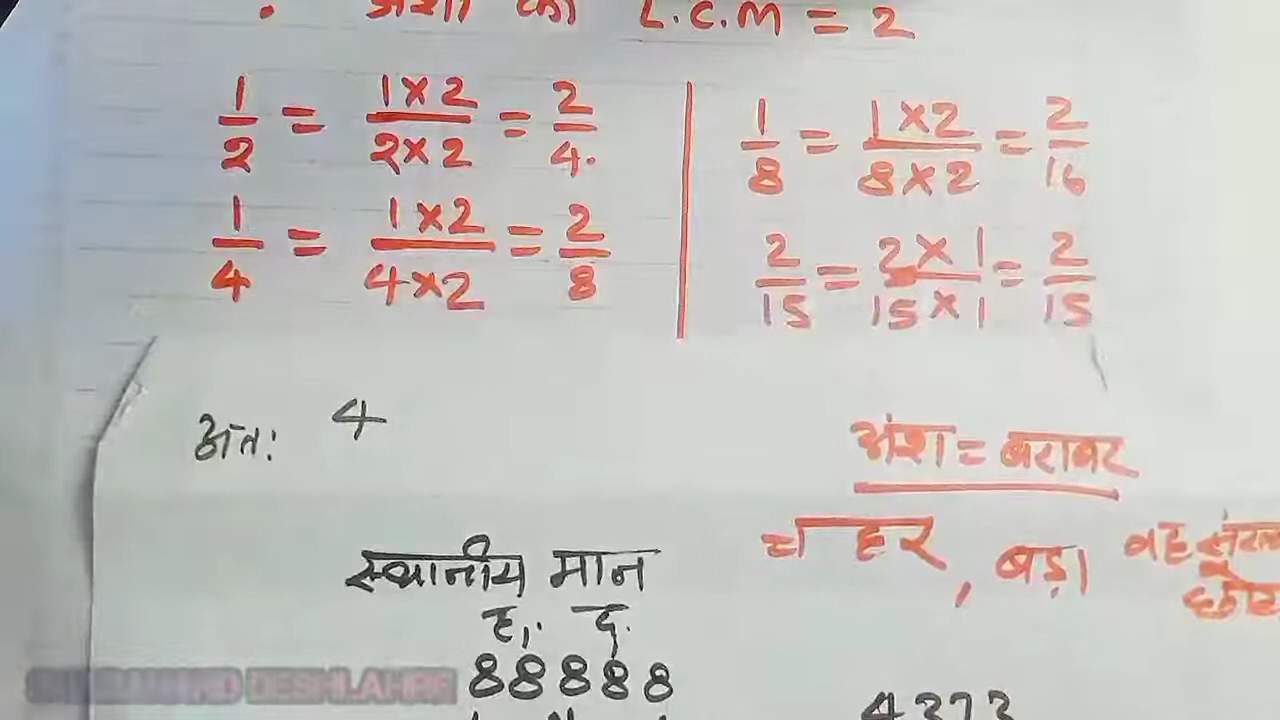 L.C.M = 2
1/2 = 1×2/2×2 = 2/4.
1/4 = 1×2/4×2 = 2/8
1/8 = 1×2/8×2 = 2/16
2/15 = 2×1/15×1 = 2/15
अंश = बराबर
हर, बड़ा वह
अतः 4
स्थानीय मान
ह. द.
88888
4373